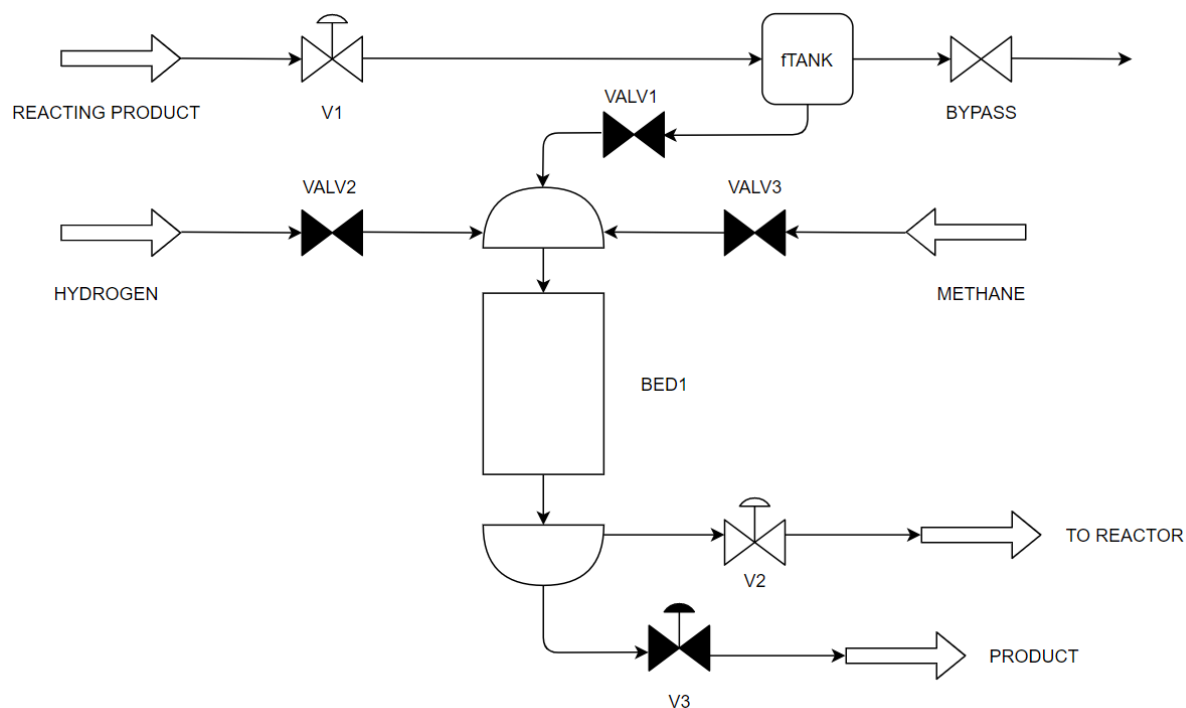 fTANK
VALV1
REACTING PRODUCT
V1
BYPASS
VALV2
VALV3
HYDROGEN
METHANE
BED1
TO REACTOR
V2
PRODUCT
V3